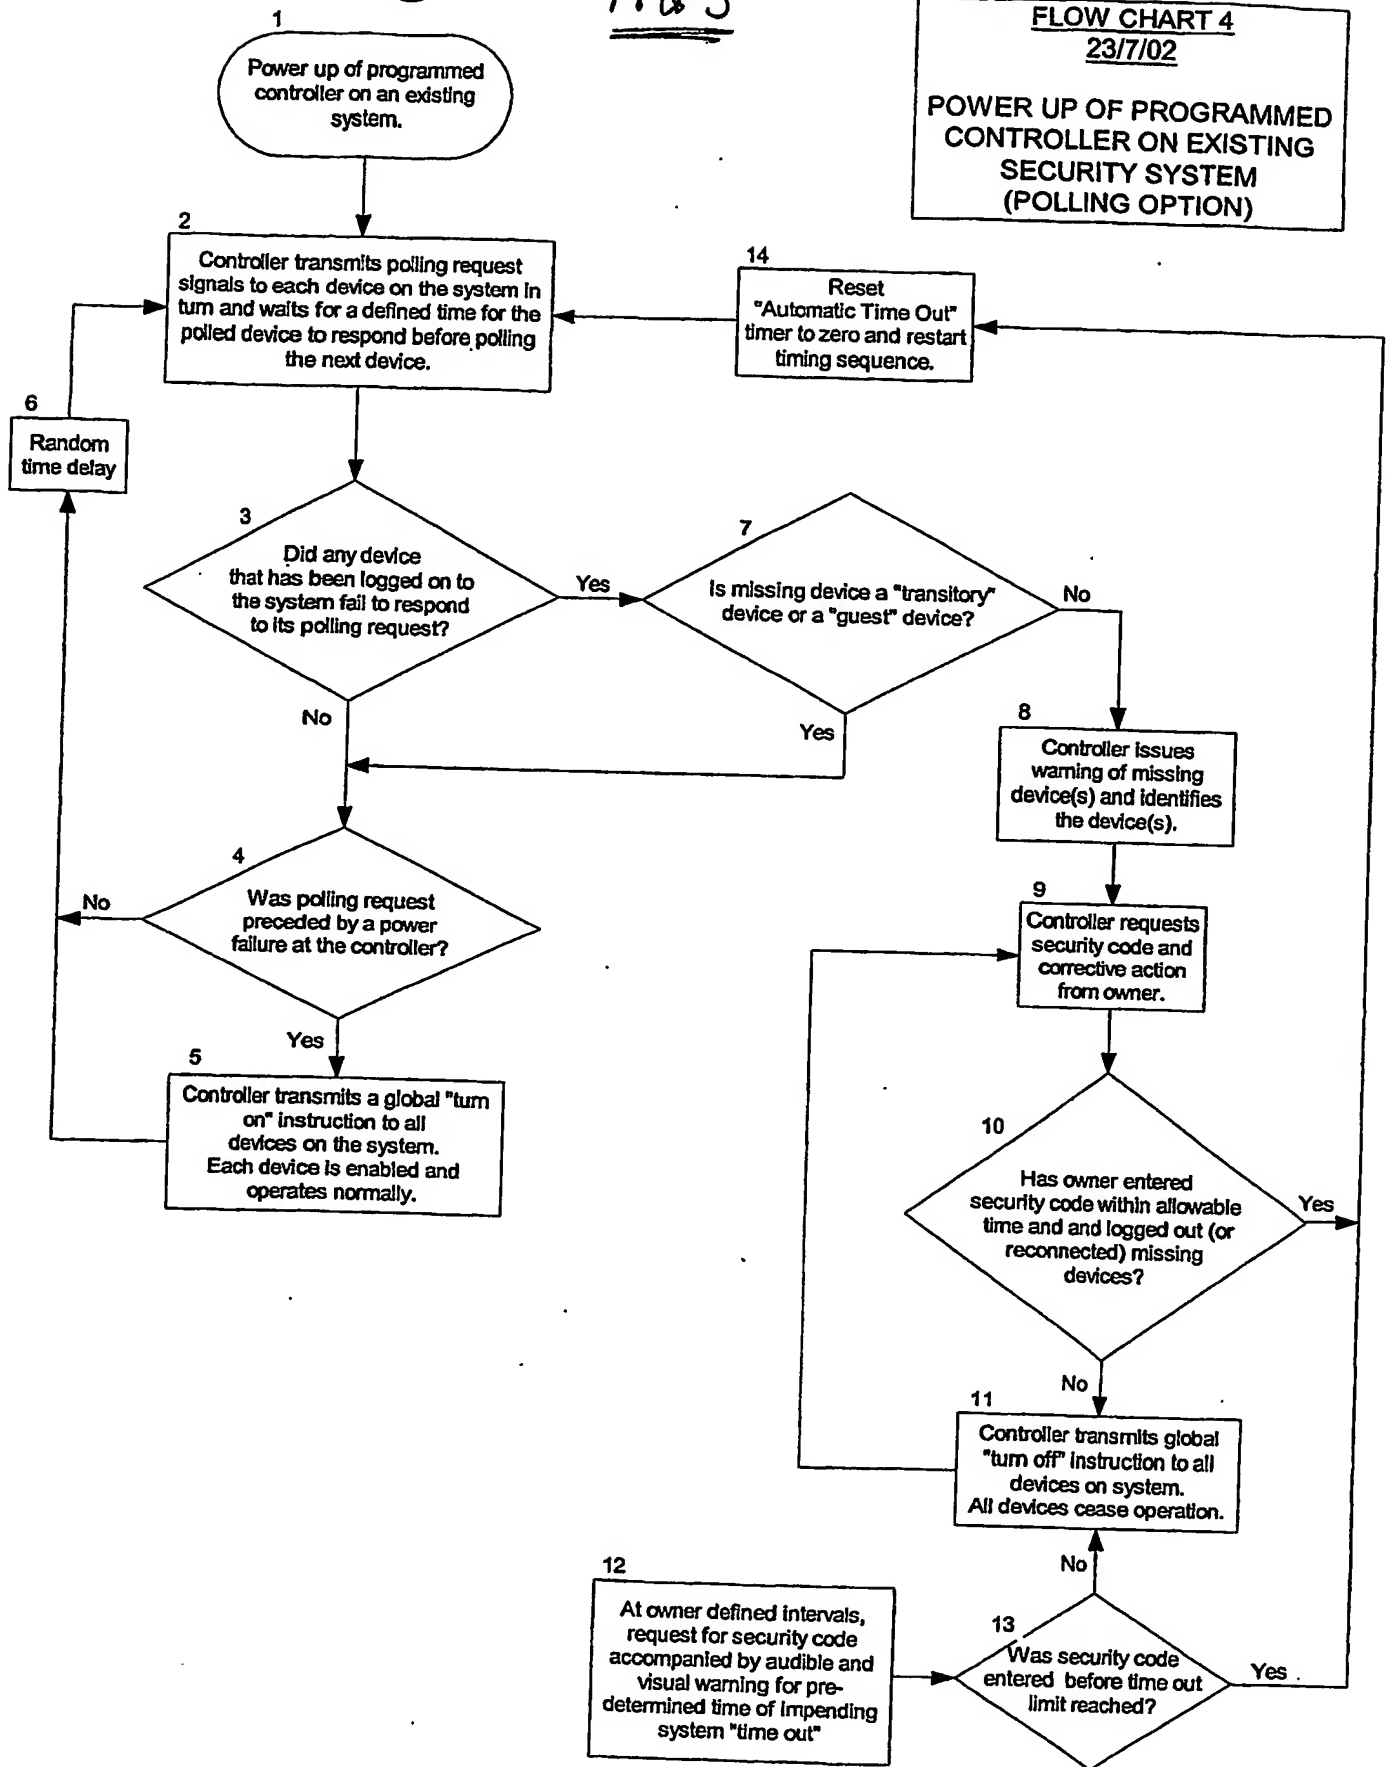 1
Power up of programmed
controller on an existing
system.
FLOW CHART 4
23/7/02
POWER UP OF PROGRAMMED
CONTROLLER ON EXISTING
SECURITY SYSTEM
(POLLING OPTION)
2
Controller transmits polling request
signals to each device on the system in
turn and waits for a defined time for the
polled device to respond before polling
the next device.
14
Reset
"Automatic Time Out"
timer to zero and restart
timing sequence.
6
Random
time delay
3
Did any device
that has been logged on to
the system fail to respond
to its polling request?
Yes
No
7
Is missing device a "transitory"
device or a "guest" device?
No
Yes
8
Controller issues
warning of missing
device(s) and identifies
the device(s).
4
Was polling request
preceded by a power
failure at the controller?
No
Yes
9
Controller requests
security code and
corrective action
from owner.
5
Controller transmits a global "turn
on" instruction to all
devices on the system.
Each device is enabled and
operates normally.
10
Has owner entered
security code within allowable
time and and logged out (or
reconnected) missing
devices?
Yes
No
11
Controller transmits global
"turn off" instruction to all
devices on system.
All devices cease operation.
No
12
At owner defined intervals,
request for security code
accompanied by audible and
visual warning for pre-
determined time of impending
system "time out"
13
Was security code
entered before time out
limit reached?
Yes